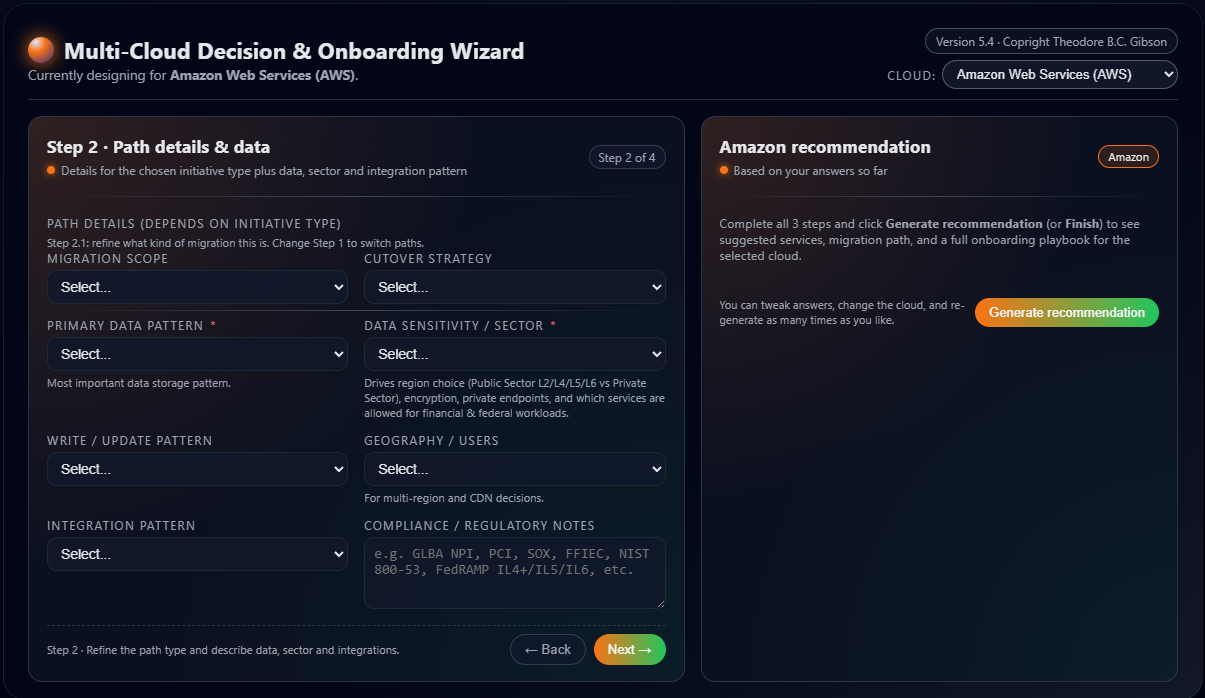 Multi-Cloud Decision & Onboarding Wizard
Currently designing for Amazon Web Services (AWS).
Version 5.4 · Copright Theodore B.C. Gibson
CLOUD: Amazon Web Services (AWS)
Step 2 · Path details & data
Details for the chosen initiative type plus data, sector and integration pattern
Step 2 of 4
PATH DETAILS (DEPENDS ON INITIATIVE TYPE)
Step 2.1: refine what kind of migration this is. Change Step 1 to switch paths.
MIGRATION SCOPE
Select...
CUTOVER STRATEGY
Select...
PRIMARY DATA PATTERN *
Select...
Most important data storage pattern.
DATA SENSITIVITY / SECTOR *
Select...
Drives region choice (Public Sector L2/L4/L5/L6 vs Private
Sector), encryption, private endpoints, and which services are
allowed for financial & federal workloads.
WRITE / UPDATE PATTERN
Select...
GEOGRAPHY / USERS
Select...
For multi-region and CDN decisions.
INTEGRATION PATTERN
Select...
COMPLIANCE / REGULATORY NOTES
e.g. GLBA NPI, PCI, SOX, FFIEC, NIST
800-53, FedRAMP IL4+/IL5/IL6, etc.
Step 2 · Refine the path type and describe data, sector and integrations.
← Back
Next →
Amazon recommendation
Based on your answers so far
Amazon
Complete all 3 steps and click Generate recommendation (or Finish) to see
suggested services, migration path, and a full onboarding playbook for the
selected cloud.
You can tweak answers, change the cloud, and re-
generate as many times as you like.
Generate recommendation